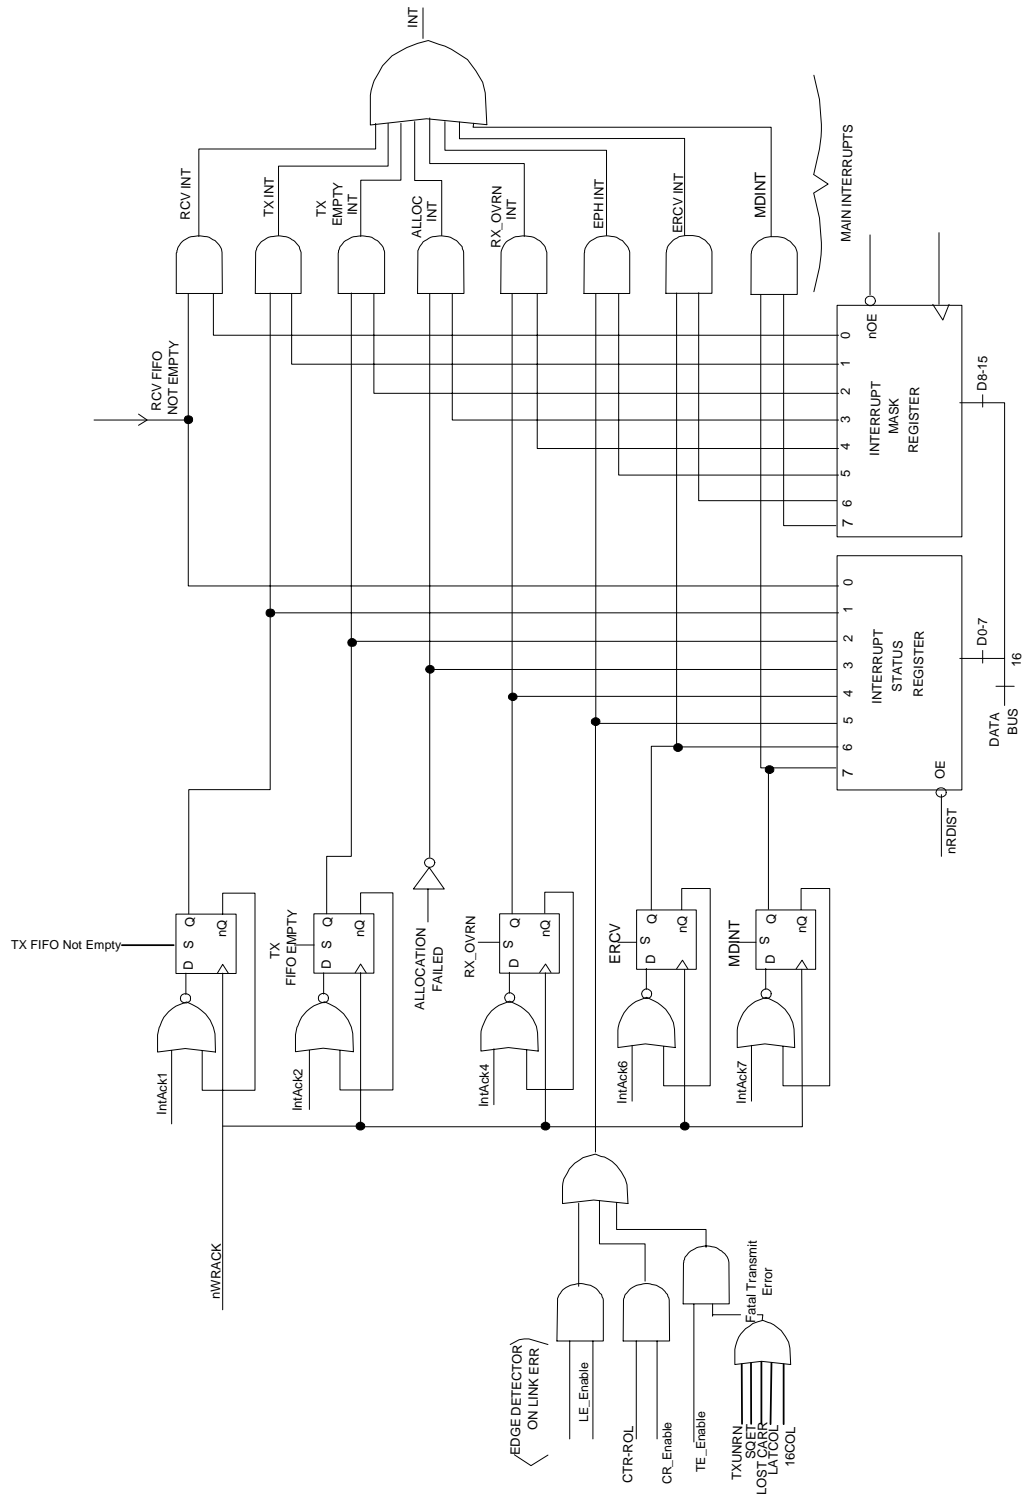 INT
RCV INT
TX INT
TX
EMPTY
INT
ALLOC
INT
RX_OVRN
INT
EPH INT
ERCV INT
MDINT
MAIN INTERRUPTS
RCV FIFO
NOT EMPTY
nOE
0
1
2
3
4
5
6
7
INTERRUPT
MASK
REGISTER
D8-15
0
1
2
3
4
5
6
7
INTERRUPT
STATUS
REGISTER
OE
nRDIST
D0-7
16
DATA
BUS
TX FIFO Not Empty
D
S
Q
nQ
IntAck1
TX
FIFO EMPTY
D
S
Q
nQ
IntAck2
ALLOCATION
FAILED
RX_OVRN
D
S
Q
nQ
IntAck4
ERCV
D
S
Q
nQ
IntAck6
MDINT
D
S
Q
nQ
IntAck7
nWRACK
EDGE DETECTOR
ON LINK ERR
LE_Enable
CTR-ROL
CR_Enable
TE_Enable
Fatal Transmit
Error
TXUNRN
SQET
LOST CARR
LATCOL
16COL